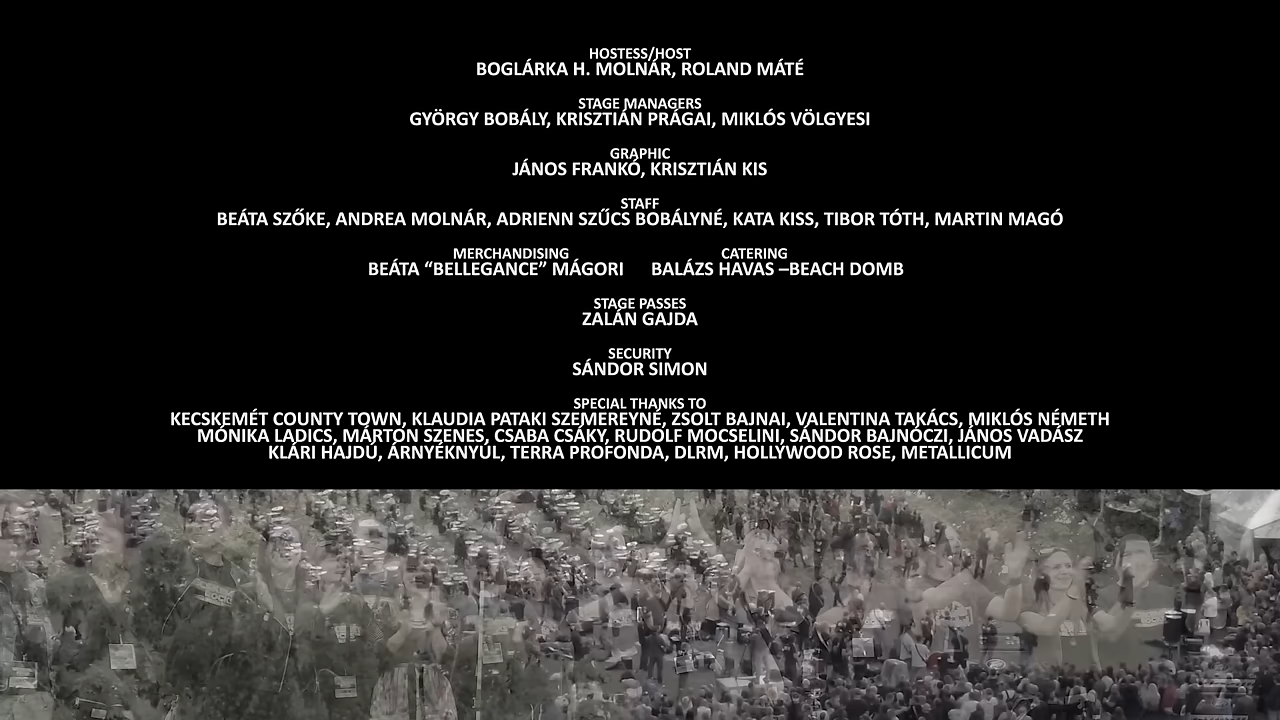 HOSTESS/HOST
BOGLÁRKA H. MOLNÁR, ROLAND MÁTÉ
STAGE MANAGERS
GYÖRGY BOBÁLY, KRISZTIÁN PRÁGAI, MIKLÓS VÖLGYESI
GRAPHIC
JÁNOS FRANKÓ, KRISZTIÁN KIS
STAFF
BEÁTA SZŐKE, ANDREA MOLNÁR, ADRIENN SZŰCS BOBÁLYNÉ, KATA KISS, TIBOR TÓTH, MARTIN MAGÓ
MERCHANDISING CATERING
BEÁTA “BELLEGANCE” MÁGORI BALÁZS HAVAS –BEACH DOMB
STAGE PASSES
ZALÁN GAJDA
SECURITY
SÁNDOR SIMON
SPECIAL THANKS TO
KECSKEMÉT COUNTY TOWN, KLAUDIA PATAKI SZEMEREYNÉ, ZSOLT BAJNAI, VALENTINA TAKÁCS, MIKLÓS NÉMETH
MÓNIKA LADICS, MÁRTON SZENES, CSABA CSÁKY, RUDOLF MOCSELINI, SÁNDOR BAJNÓCZI, JÁNOS VADÁSZ
KLÁRI HAJDÚ, ÁRNYÉKNYÚL, TERRA PROFONDA, DLRM, HOLLYWOOD ROSE, METALLICUM